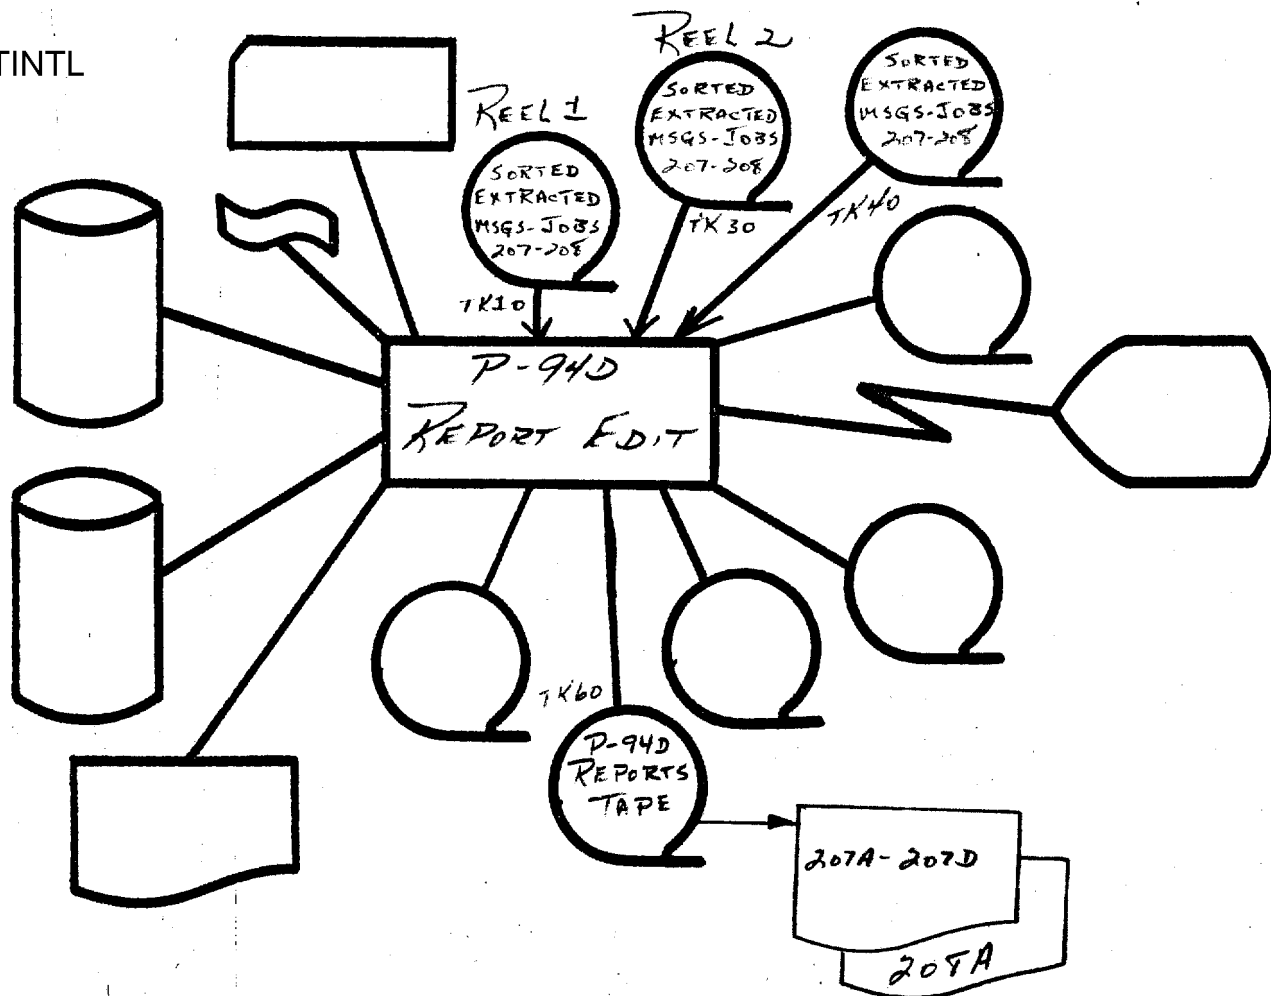 TINTL
REEL 1
SORTED
EXTRACTED
MSGS-JOBS
207-208
TK10
REEL 2
SORTED
EXTRACTED
MSGS-JOBS
207-208
TK30
SORTED
EXTRACTED
MSGS-JOBS
207-208
TK40
P-94D
REPORT EDIT
TK60
P-94D
REPORTS
TAPE
207A-207D
208A